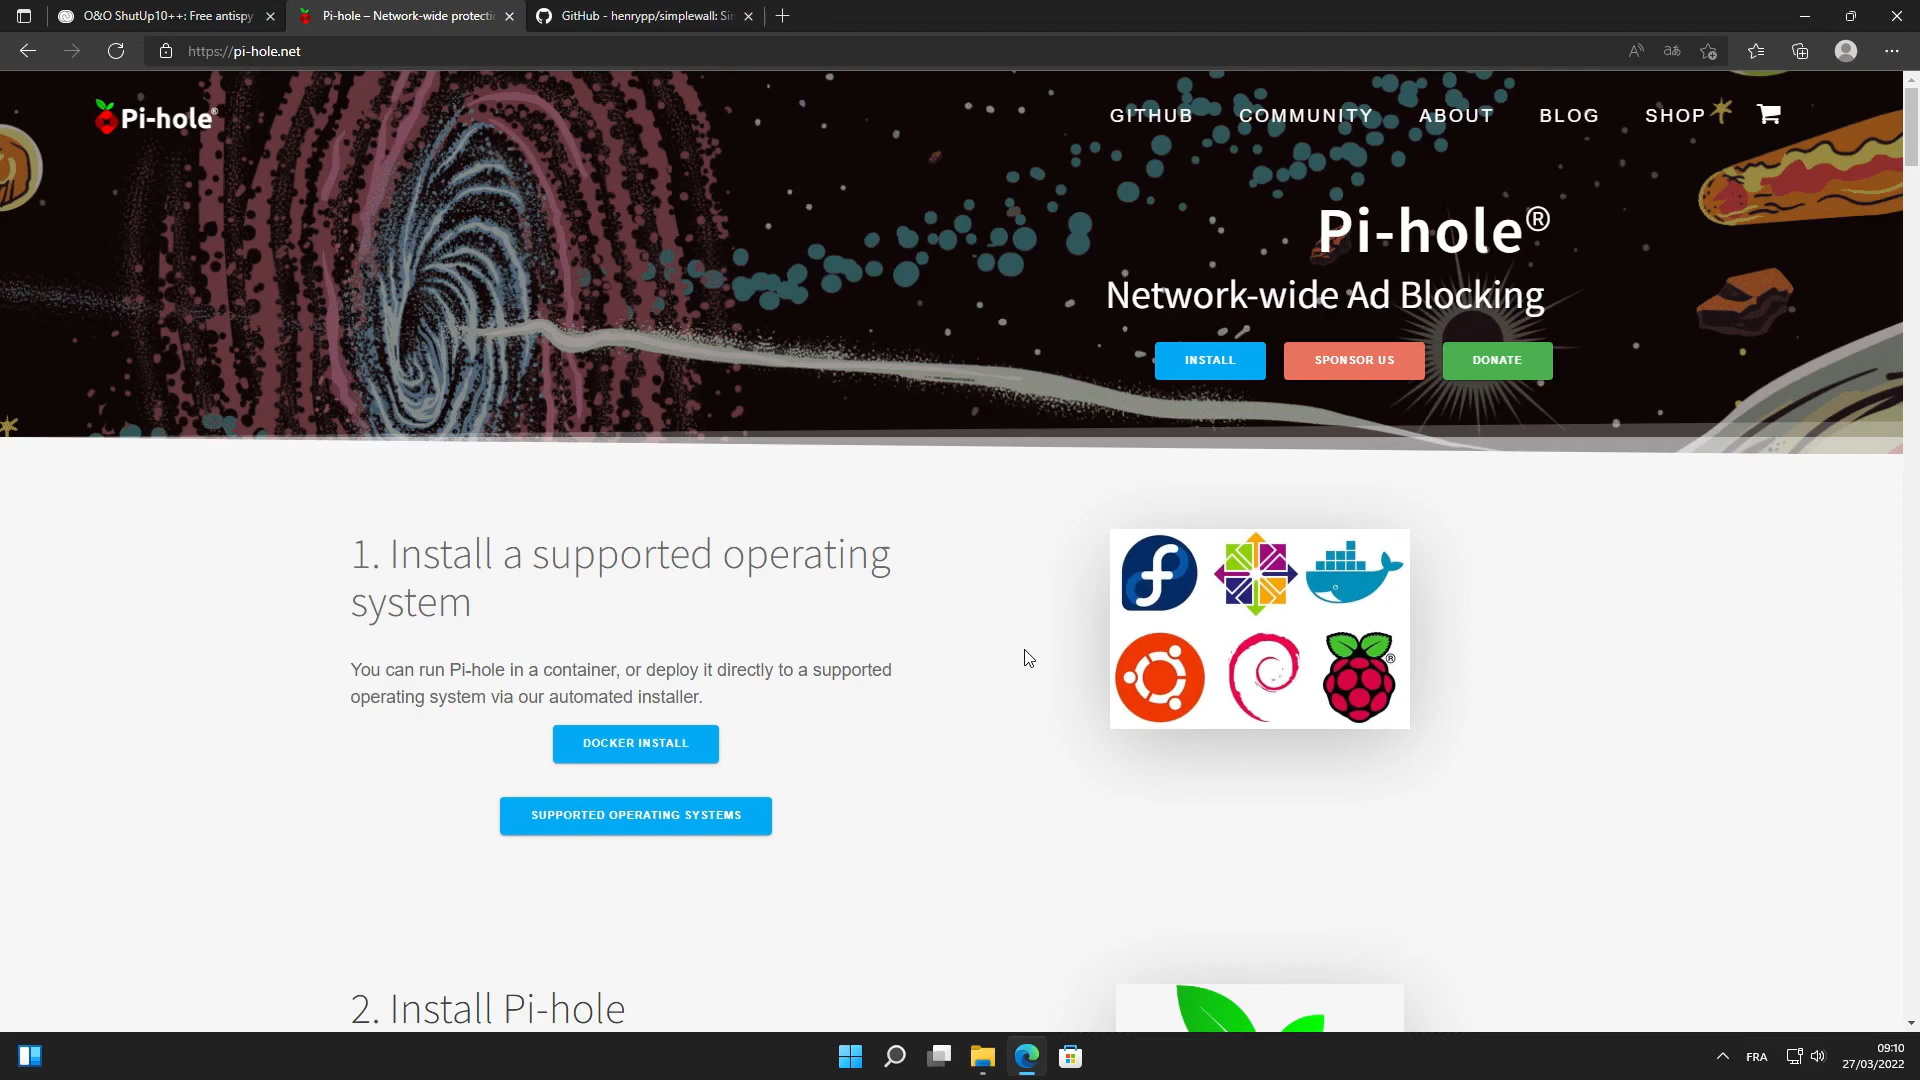 O&O ShutUp10++: Free antispy
Pi-hole – Network-wide protectic
GitHub - henrypp/simplewall: Sim
https://pi-hole.net
Pi-hole®
GITHUB
COMMUNITY
ABOUT
BLOG
SHOP
Pi-hole®
Network-wide Ad Blocking
INSTALL
SPONSOR US
DONATE
1. Install a supported operating
system
You can run Pi-hole in a container, or deploy it directly to a supported
operating system via our automated installer.
DOCKER INSTALL
SUPPORTED OPERATING SYSTEMS
2. Install Pi-hole
FRA
09:10
27/03/2022